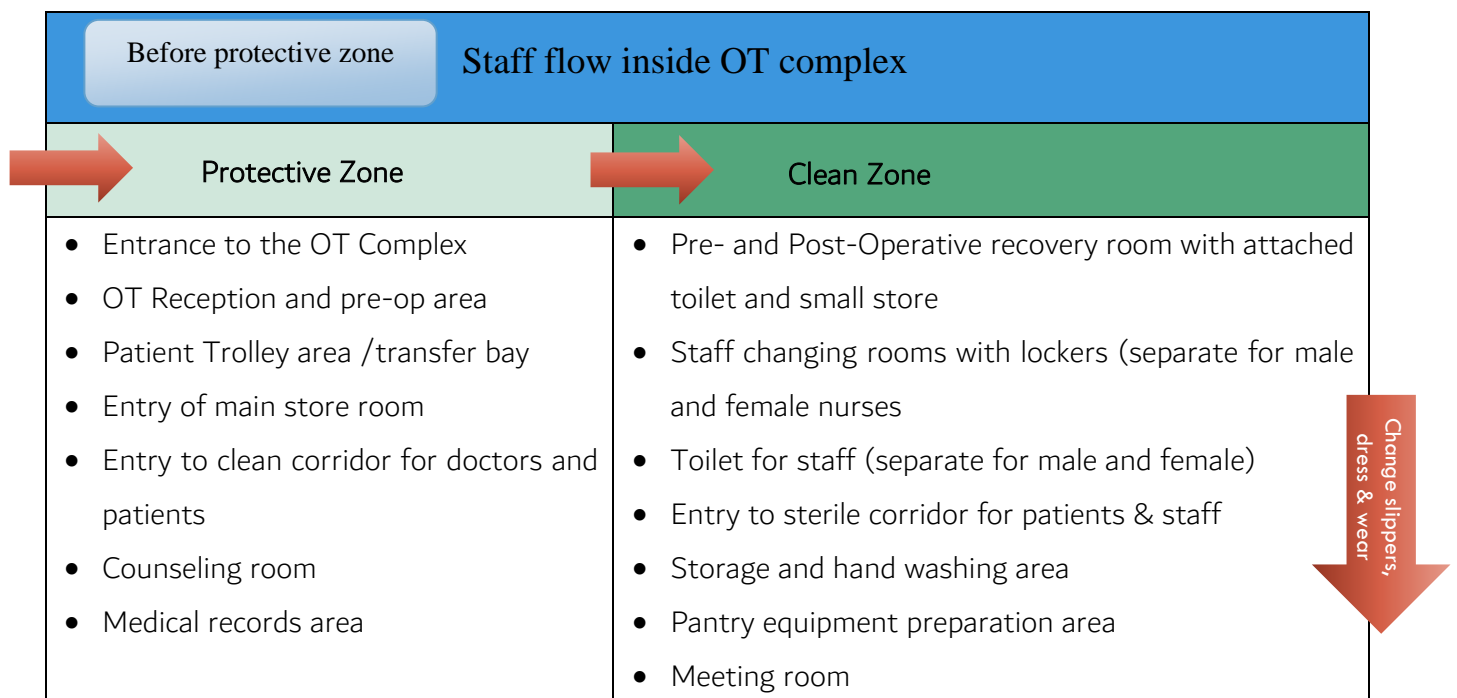 Before protective zone
Staff flow inside OT complex
Protective Zone
Clean Zone
• Entrance to the OT Complex
• OT Reception and pre-op area
• Patient Trolley area /transfer bay
• Entry of main store room
• Entry to clean corridor for doctors and
patients
• Counseling room
• Medical records area
• Pre- and Post-Operative recovery room with attached
toilet and small store
• Staff changing rooms with lockers (separate for male
and female nurses
• Toilet for staff (separate for male and female)
• Entry to sterile corridor for patients & staff
• Storage and hand washing area
• Pantry equipment preparation area
• Meeting room
Change slippers,
dress & wear